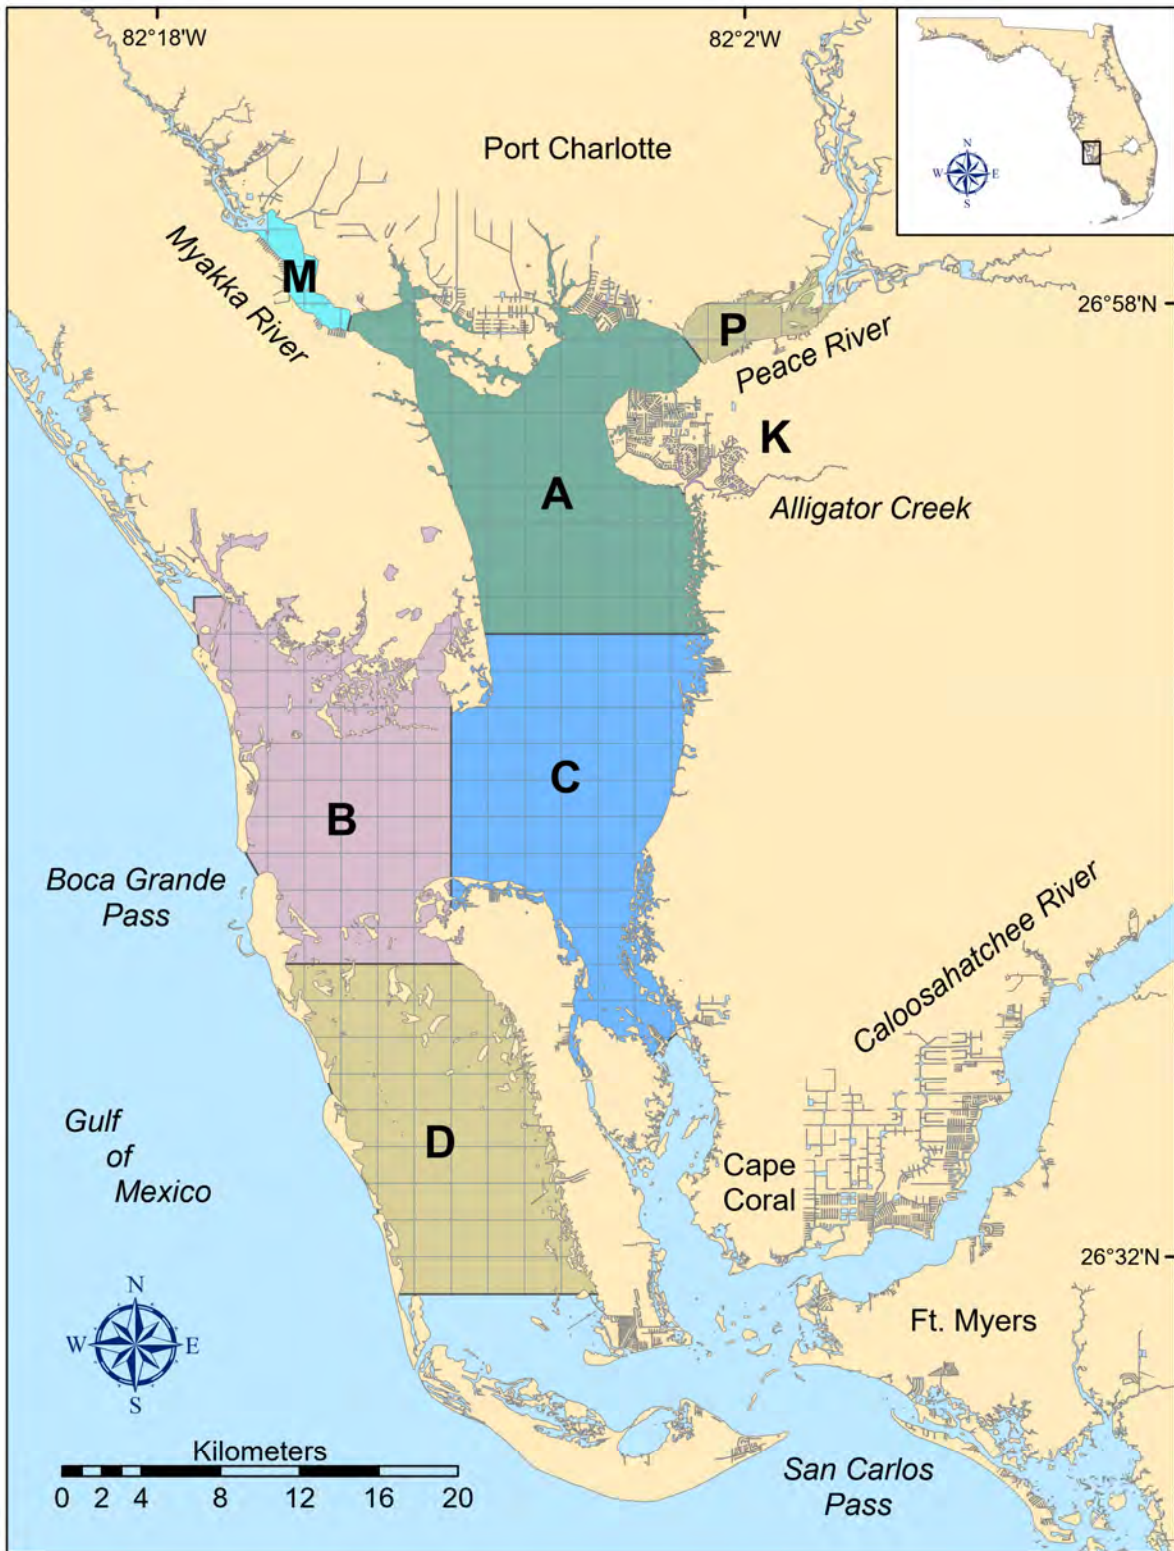 82°18'W
82°2'W
N
W
E
S
Port Charlotte
Myakka River
M
26°58'N
P
Peace River
K
A
Alligator Creek
C
B
Boca Grande
Pass
Caloosahatchee River
Gulf
of
Mexico
D
Cape
Coral
26°32'N
Ft. Myers
N
W
E
S
Kilometers
0 2 4 8 12 16 20
San Carlos
Pass